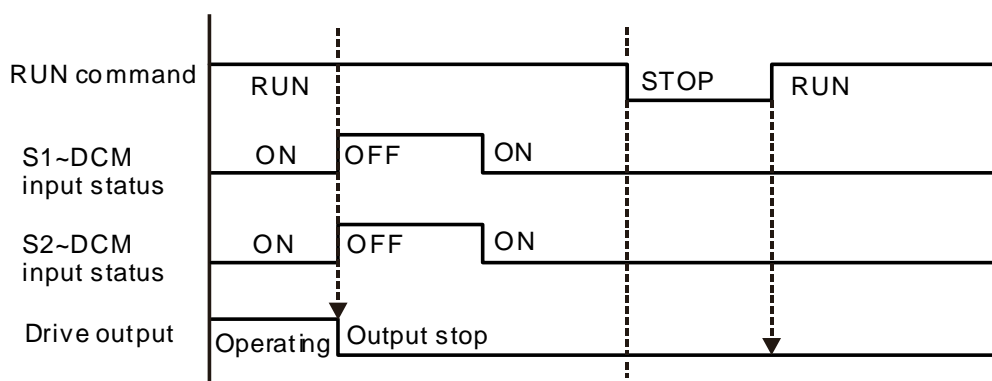 RUN command
RUN
STOP
RUN
S1~DCM
input status
ON
OFF
ON
S2~DCM
input status
ON
OFF
ON
Drive output
Operating
Output stop